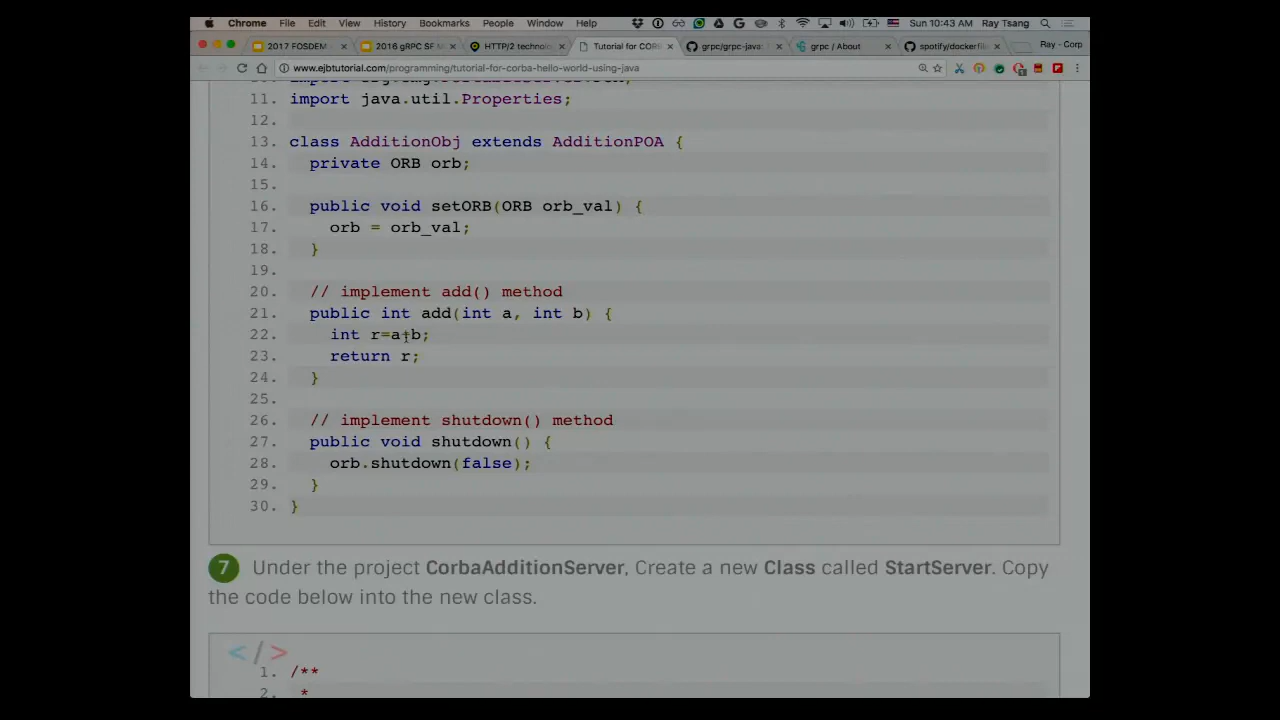 Chrome File Edit View History Bookmarks People Window Help Sun 10:43 AM Ray Tsang
2017 FOSDEM 2016 gRPC SF M HTTP/2 technolo Tutorial for COR grpc/grpc-java: grpc / About spotify/dockerfile Ray - Corp
www.ejbtutorial.com/programming/tutorial-for-corba-hello-world-using-java
11. import java.util.Properties;
12.
13. class AdditionObj extends AdditionPOA {
14. private ORB orb;
15.
16. public void setORB(ORB orb_val) {
17. orb = orb_val;
18. }
19.
20. // implement add() method
21. public int add(int a, int b) {
22. int r=a+b;
23. return r;
24. }
25.
26. // implement shutdown() method
27. public void shutdown() {
28. orb.shutdown(false);
29. }
30. }
7 Under the project CorbaAdditionServer, Create a new Class called StartServer. Copy
the code below into the new class.
</>
1. /**
2. *